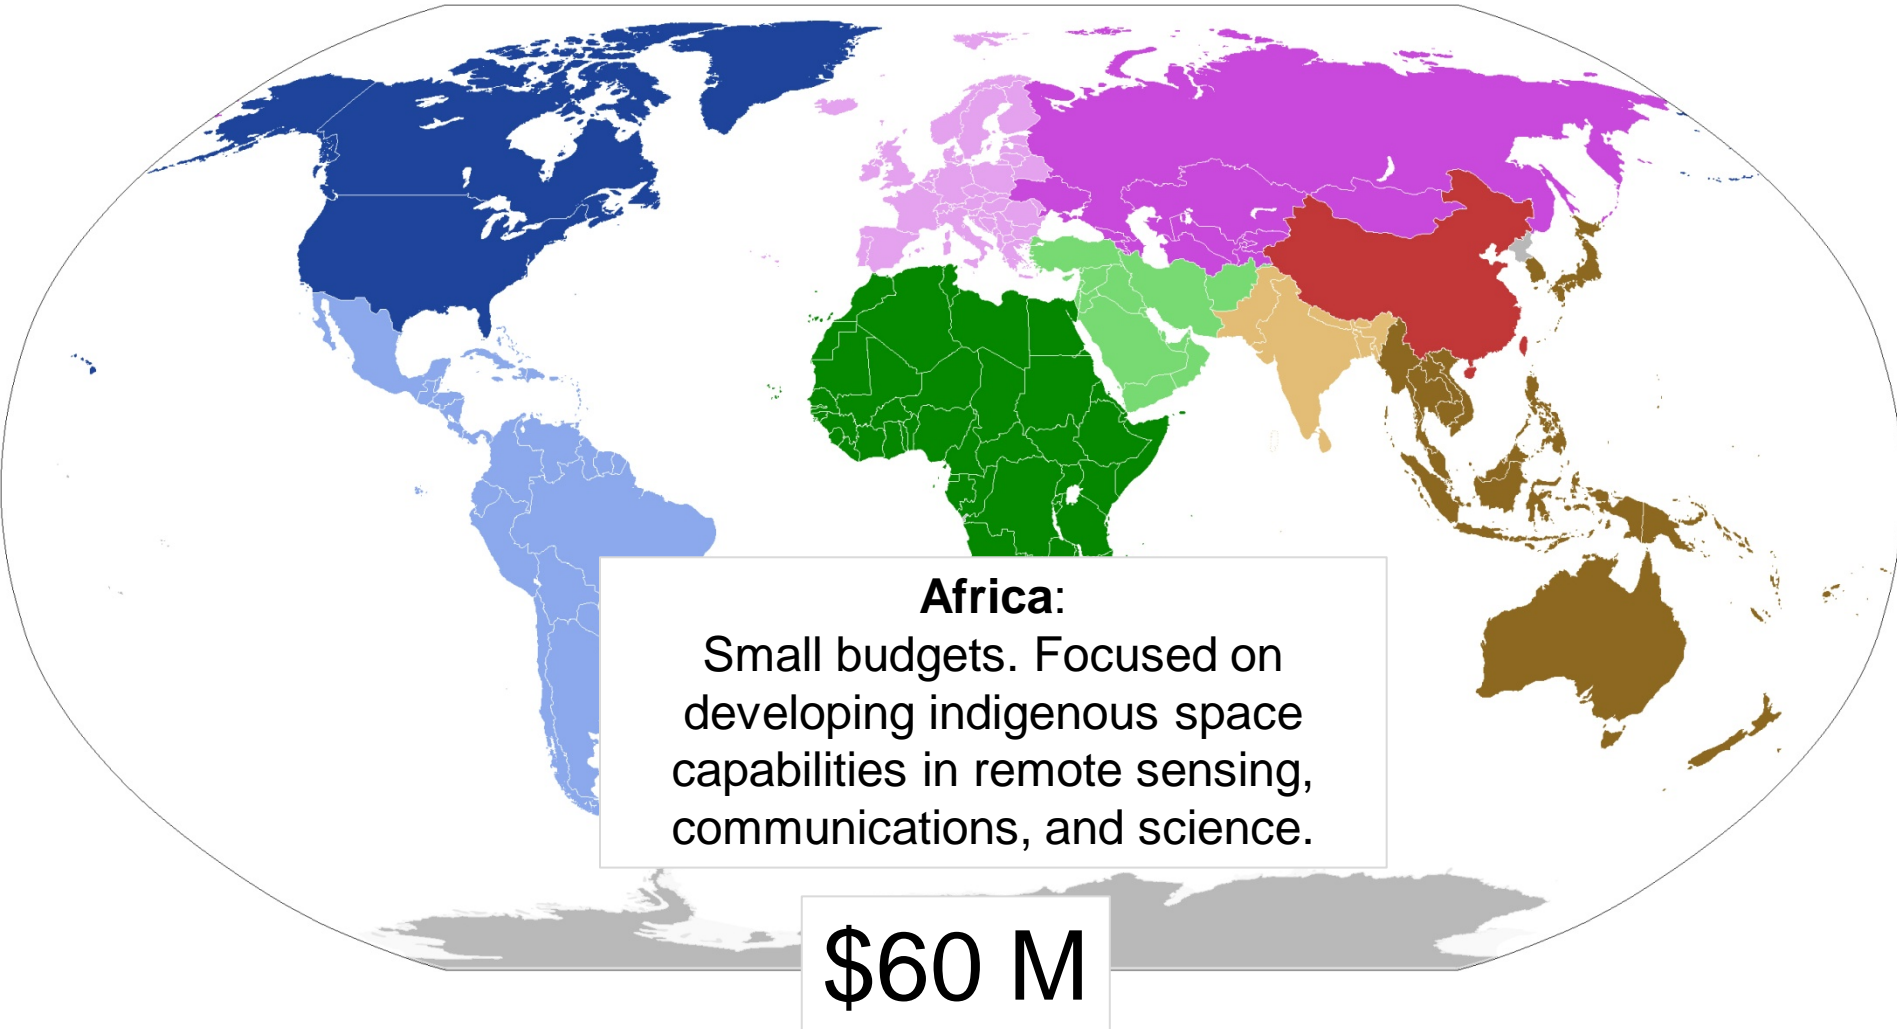 Africa:
Small budgets. Focused on
developing indigenous space
capabilities in remote sensing,
communications, and science.
$60 M